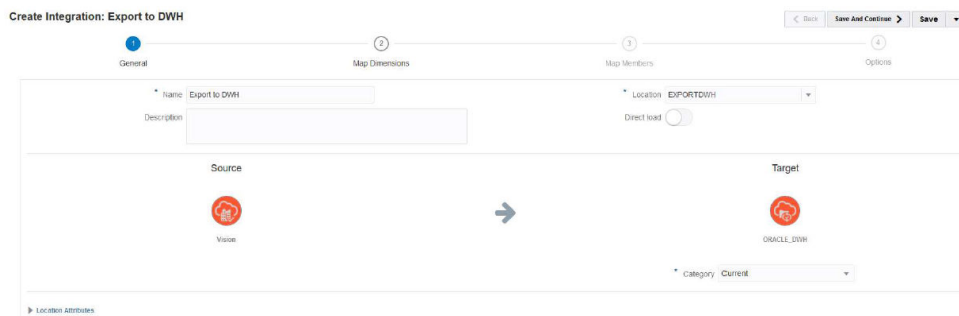 Create Integration: Export to DWH
Back
Save And Continue
Save
1
2
3
4
General
Map Dimensions
Map Members
Options
* Name Export to DWH
* Location EXPORTDWH
Description
Direct load
Source
Target
Vision
ORACLE_DWH
* Category Current
Location Attributes